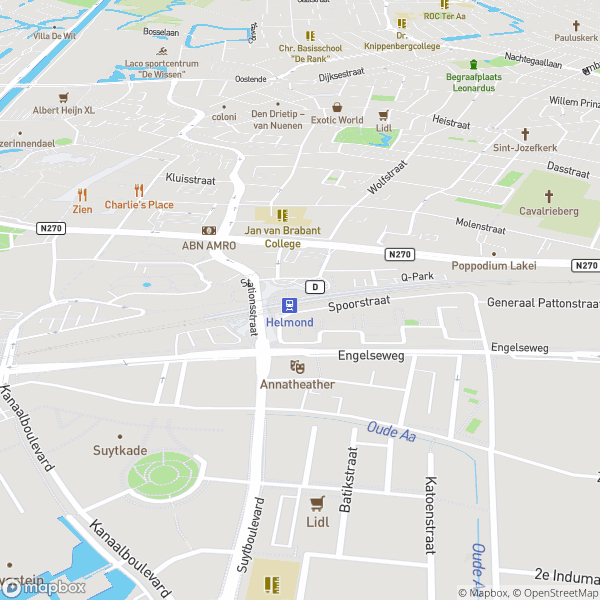 Villa De Wit
Bosselaan
Laco sportcentrum
"De Wissen"
Chr. Basisschool
"De Rank"
Dr.
Knippenbergcollege
ROC Ter Aa
Pauluskerk
Nachtegaallaan
Oostende
Dijksestraat
Begraafplaats
Leonardus
Albert Heijn XL
coloni
Den Drietip –
van Nuenen
Exotic World
Lidl
Heistraat
Willem Prinz
Sint-Jozefkerk
zerinnendael
Kluisstraat
Wolfstraat
Dasstraat
Zien
Charlie's Place
Cavalrieberg
Jan van Brabant
College
Molenstraat
N270
ABN AMRO
N270
Poppodium Lakei
N270
Q-Park
D
Stationsstraat
Helmond
Spoorstraat
Generaal Pattonstraat
Engelseweg
Engelseweg
Annatheather
Kanaalboulevard
Oude Aa
Suytkade
Batikstraat
Katoenstraat
Lidl
Suytboulevard
Kanaalboulevard
Oude A
2e Indumа
mapbox
© Mapbox, © OpenStreetMap